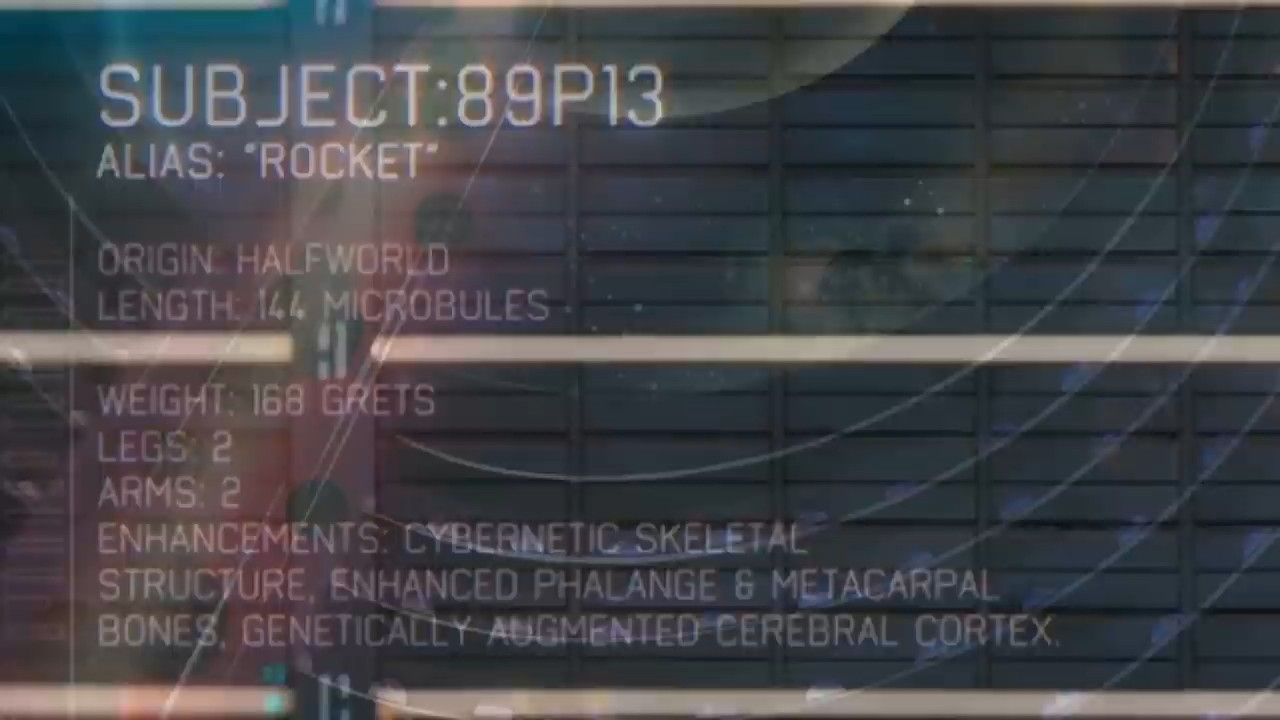 SUBJECT:89P13
ALIAS: "ROCKET"
ORIGIN: HALFWORLD
LENGTH: 144 MICROBULES
WEIGHT: 168 GRETS
LEGS: 2
ARMS: 2
ENHANCEMENTS: CYBERNETIC SKELETAL
STRUCTURE, ENHANCED PHALANGE & METACARPAL
BONES, GENETICALLY AUGMENTED CEREBRAL CORTEX.